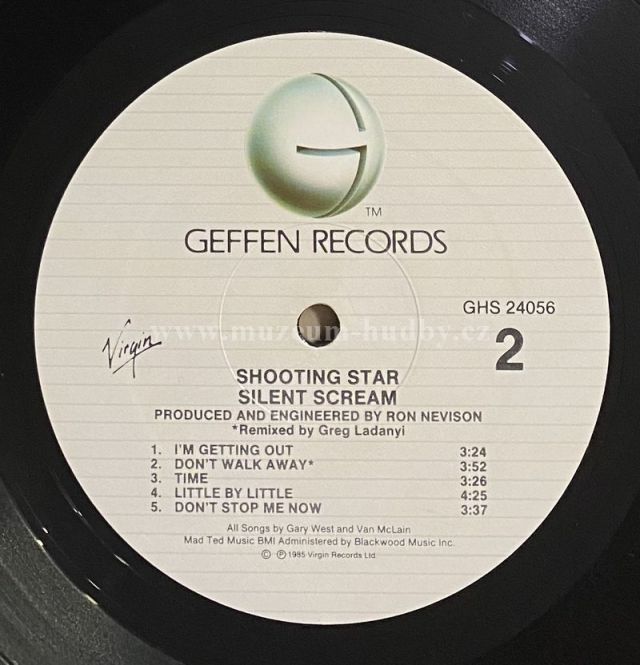 TM
GEFFEN RECORDS
GHS 24056
2
Virgin
www.muzeum-hudby.cz
SHOOTING STAR
S!LENT SCREAM
PRODUCED AND ENGINEERED BY RON NEVISON
*Remixed by Greg Ladanyi
1. I'M GETTING OUT 3:24
2. DON'T WALK AWAY* 3:52
3. TIME 3:26
4. LITTLE BY LITTLE 4:25
5. DON'T STOP ME NOW 3:37
All Songs by Gary West and Van McLain
Mad Ted Music BMI Administered by Blackwood Music Inc.
© ℗ 1985 Virgin Records Ltd.